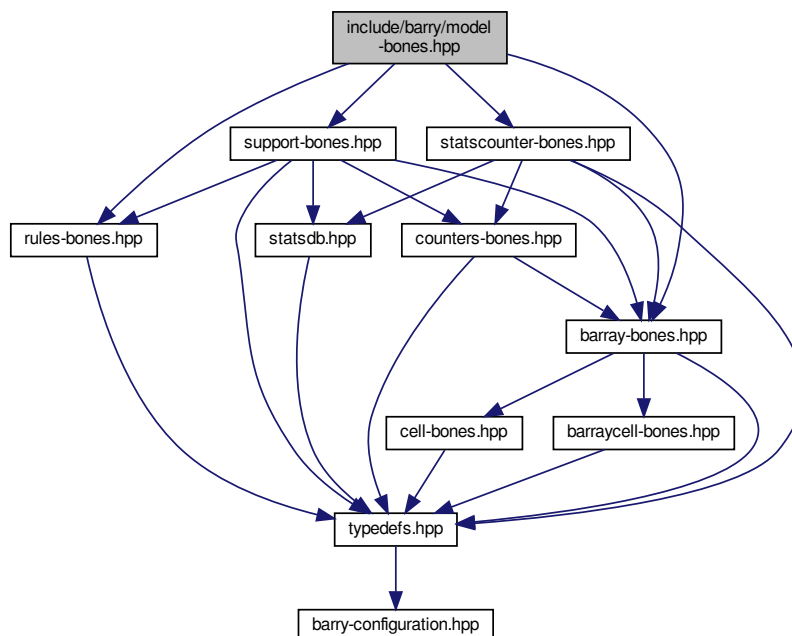 include/barry/model
-bones.hpp
support-bones.hpp
statscounter-bones.hpp
rules-bones.hpp
statsdb.hpp
counters-bones.hpp
barray-bones.hpp
cell-bones.hpp
barraycell-bones.hpp
typedefs.hpp
barry-configuration.hpp